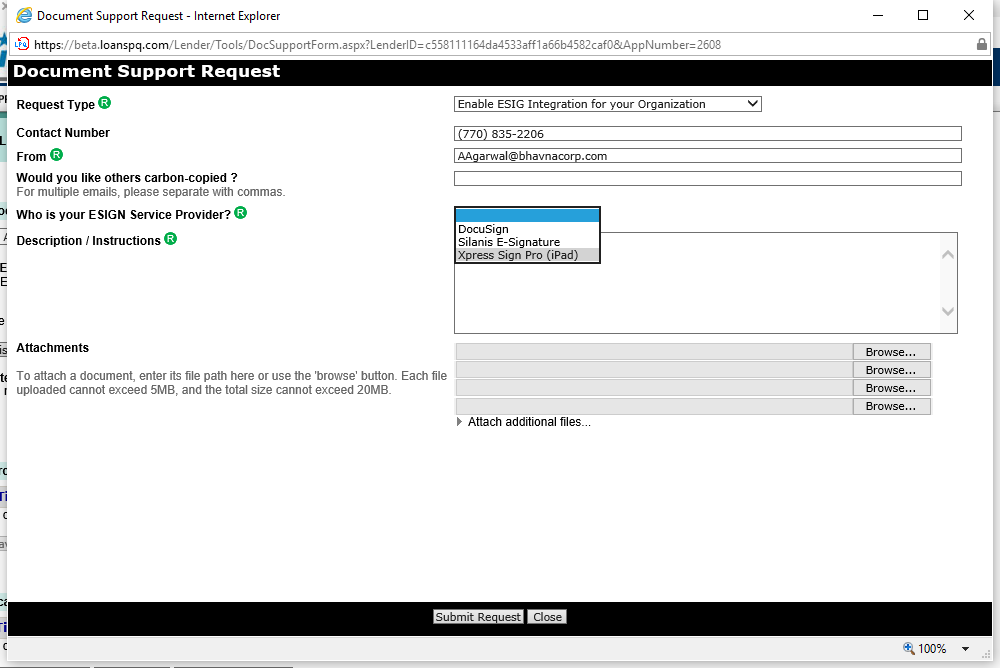 Document Support Request - Internet Explorer
LPQ https://beta.loanspq.com/Lender/Tools/DocSupportForm.aspx?LenderID=c558111164da4533aff1a66b4582caf0&AppNumber=2608
Document Support Request
Request Type R
Enable ESIG Integration for your Organization
Contact Number
(770) 835-2206
From R
AAgarwal@bhavnacorp.com
Would you like others carbon-copied ?
For multiple emails, please separate with commas.
Who is your ESIGN Service Provider? R
DocuSign
Silanis E-Signature
Xpress Sign Pro (iPad)
Description / Instructions R
Attachments
To attach a document, enter its file path here or use the 'browse' button. Each file
uploaded cannot exceed 5MB, and the total size cannot exceed 20MB.
Browse...
Browse...
Browse...
Browse...
Attach additional files...
Submit Request Close
100%